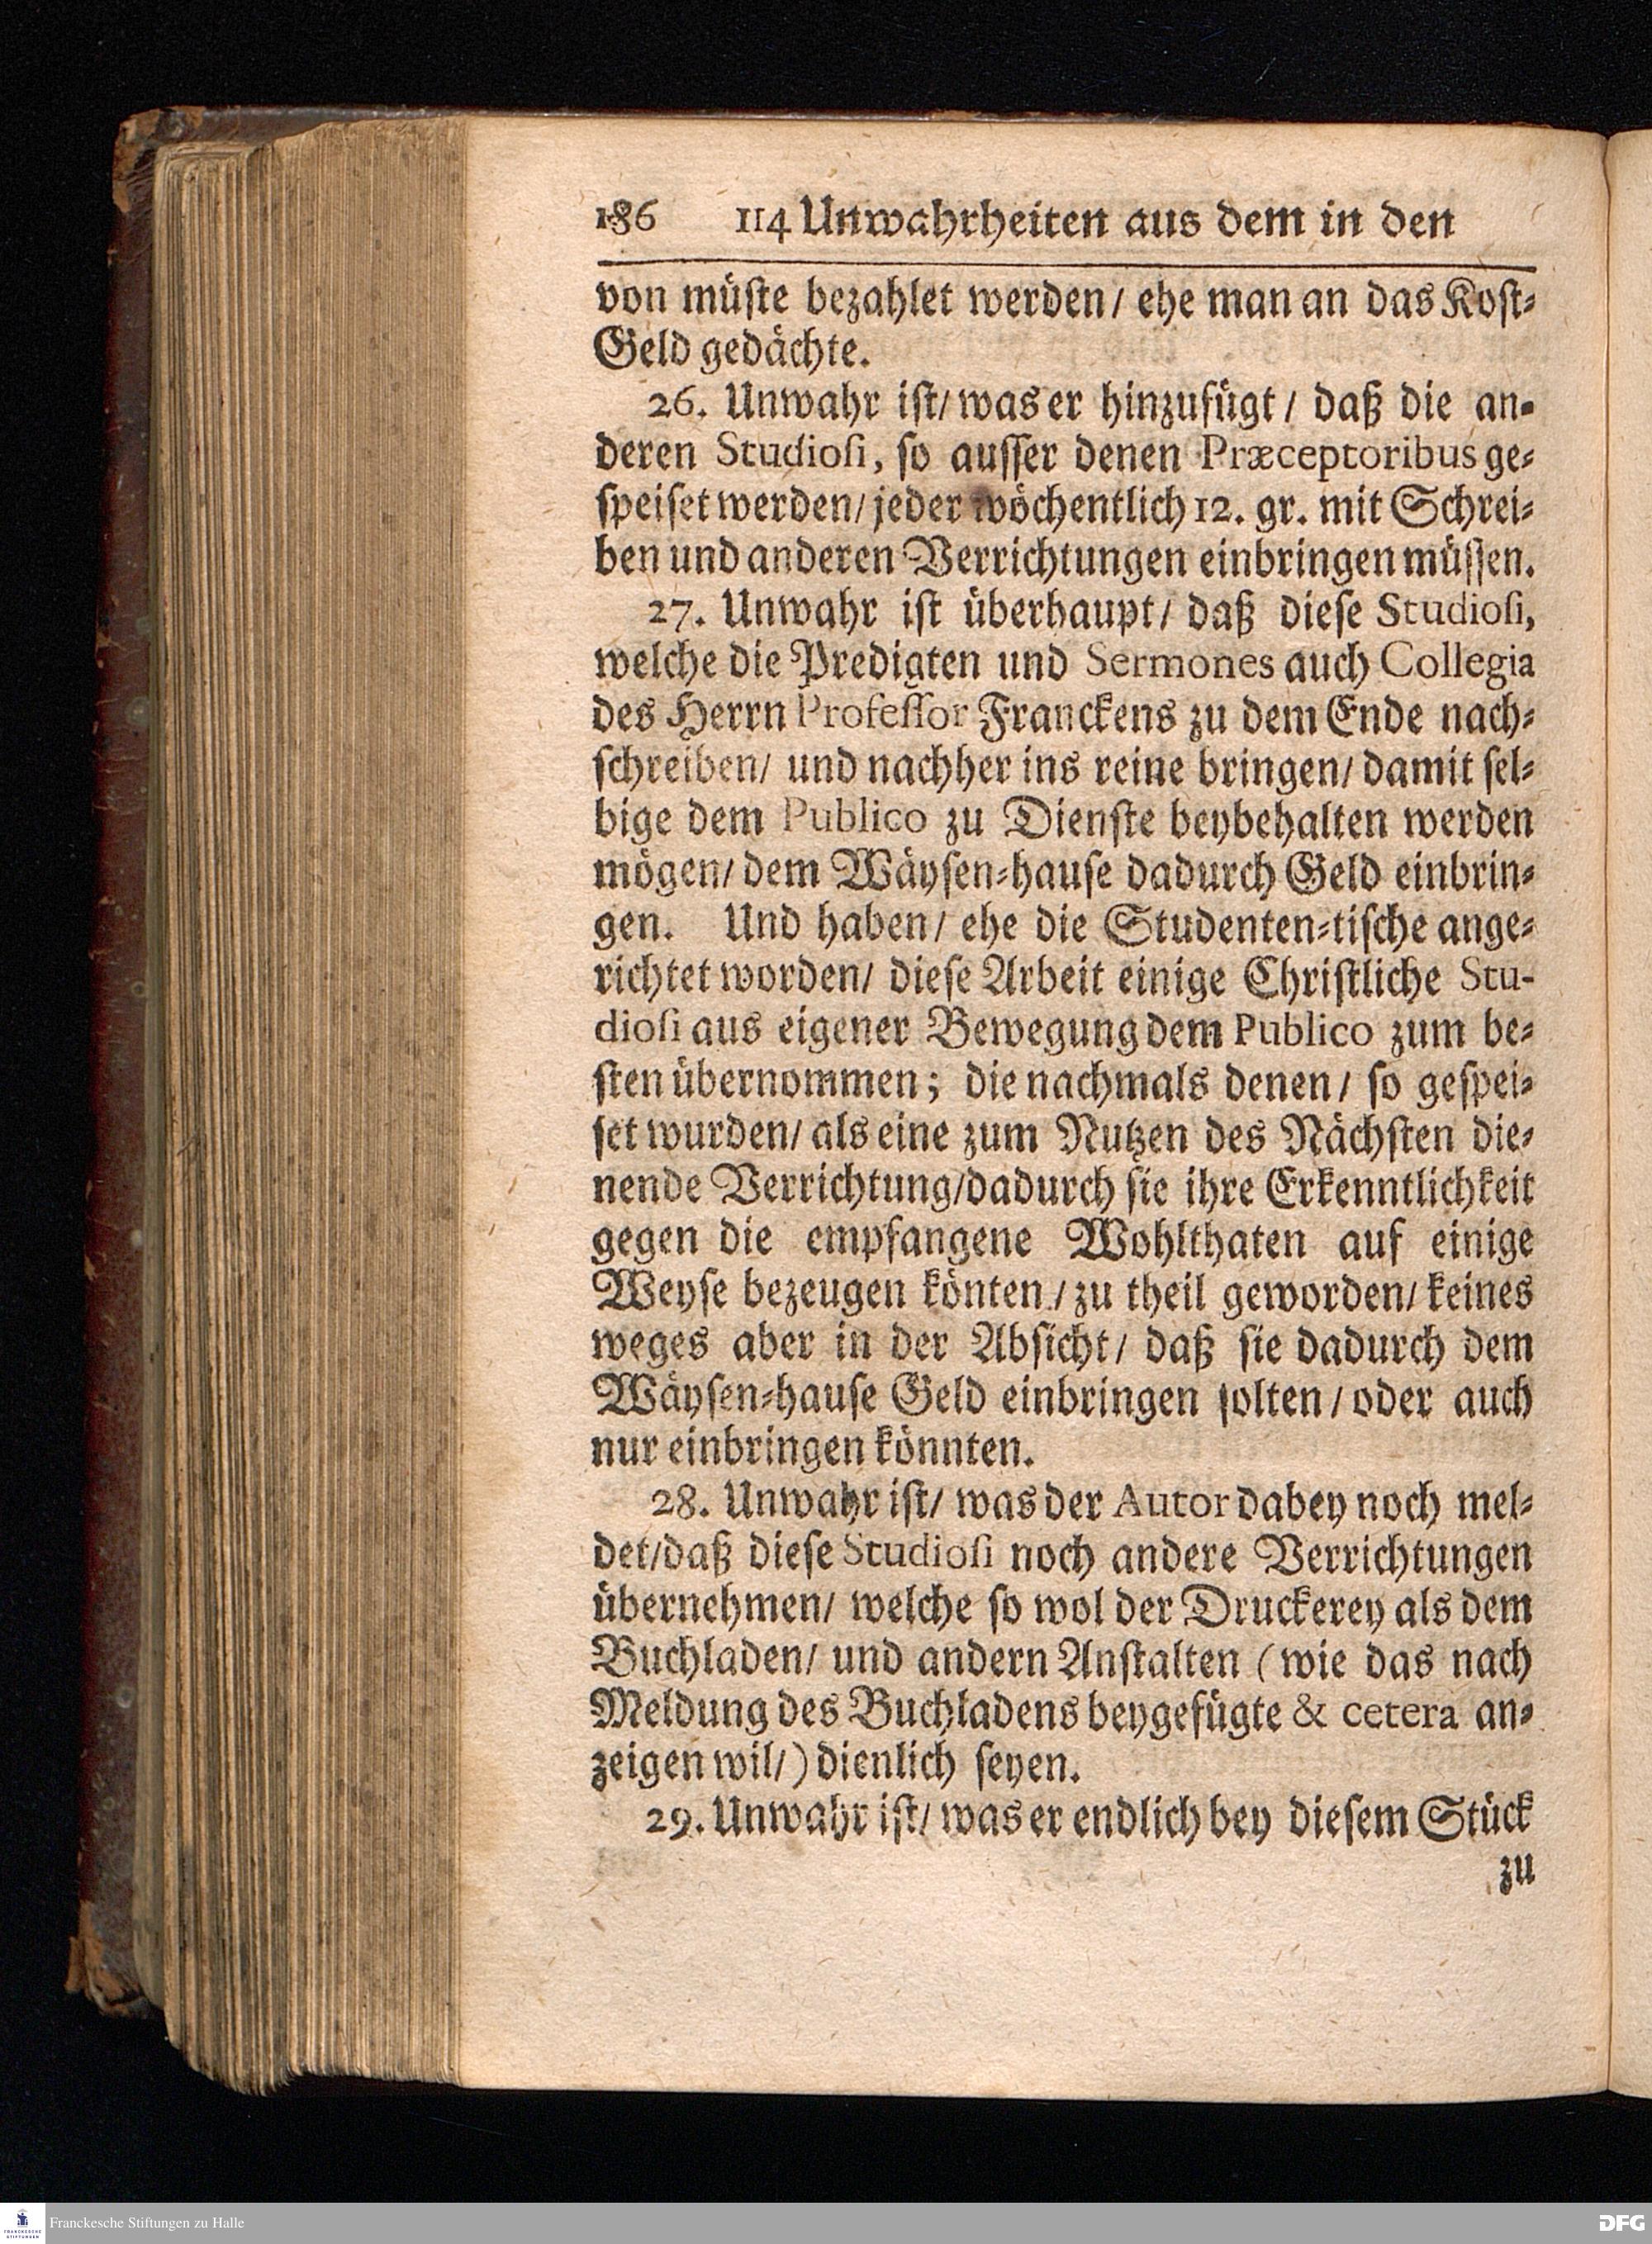 186 114 Unwahrheiten aus dem in den
von müſte bezahlet werden/ ehe man an das Koſt⸗
Geld gedächte.
26. Unwahr iſt/ was er hinzufügt/ daß die an⸗
deren Studioſi, ſo auſſer denen Præceptoribus ge⸗
ſpeiſet werden/ jeder wöchentlich 12. gr. mit Schrei⸗
ben und anderen Verrichtungen einbringen müſſen.
27. Unwahr iſt überhaupt/ daß dieſe Studioſi,
welche die Predigten und Sermones auch Collegia
des Herrn Profeſſor Franckens zu dem Ende nach⸗
ſchreiben/ und nachher ins reine bringen/ damit ſel⸗
bige dem Publico zu Dienſte beybehalten werden
mögen/ dem Wäyſen⸗hauſe dadurch Geld einbrin⸗
gen. Und haben/ ehe die Studenten⸗tiſche ange⸗
richtet worden/ dieſe Arbeit einige Chriſtliche Stu-
dioſi aus eigener Bewegung dem Publico zum be⸗
ſten übernommen; die nachmals denen/ ſo geſpei⸗
ſet wurden/ als eine zum Nutzen des Nächſten die⸗
nende Verrichtung/ dadurch ſie ihre Erkenntlichkeit
gegen die empfangene Wohlthaten auf einige
Weyſe bezeugen könten/ zu theil geworden/ keines
weges aber in der Abſicht/ daß ſie dadurch dem
Wäyſen⸗hauſe Geld einbringen ſolten/ oder auch
nur einbringen könnten.
28. Unwahr iſt/ was der Autor dabey noch mel⸗
det/ daß dieſe Studioſi noch andere Verrichtungen
übernehmen/ welche ſo wol der Druckerey als dem
Buchladen/ und andern Anſtalten (wie das nach
Meldung des Buchladens beygefügte & cetera an⸗
zeigen wil/) dienlich ſeyen.
29. Unwahr iſt/ was er endlich bey dieſem Stück
zu
Franckesche Stiftungen zu Halle
FRANCKESCHE STIFTUNGEN
DFG